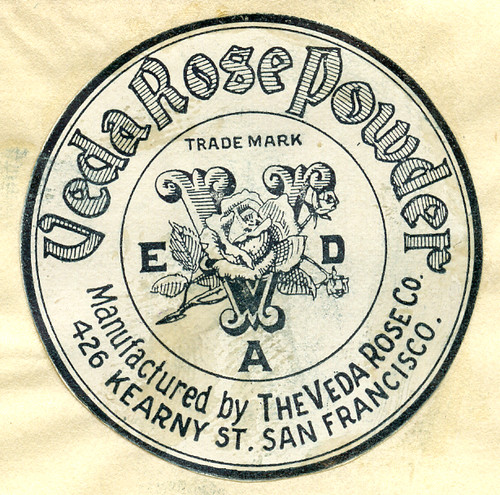 Veda Rose Powder
TRADE MARK
V
E D
A
Manufactured by THE VEDA ROSE Co.
426 KEARNY ST. SAN FRANCISCO.